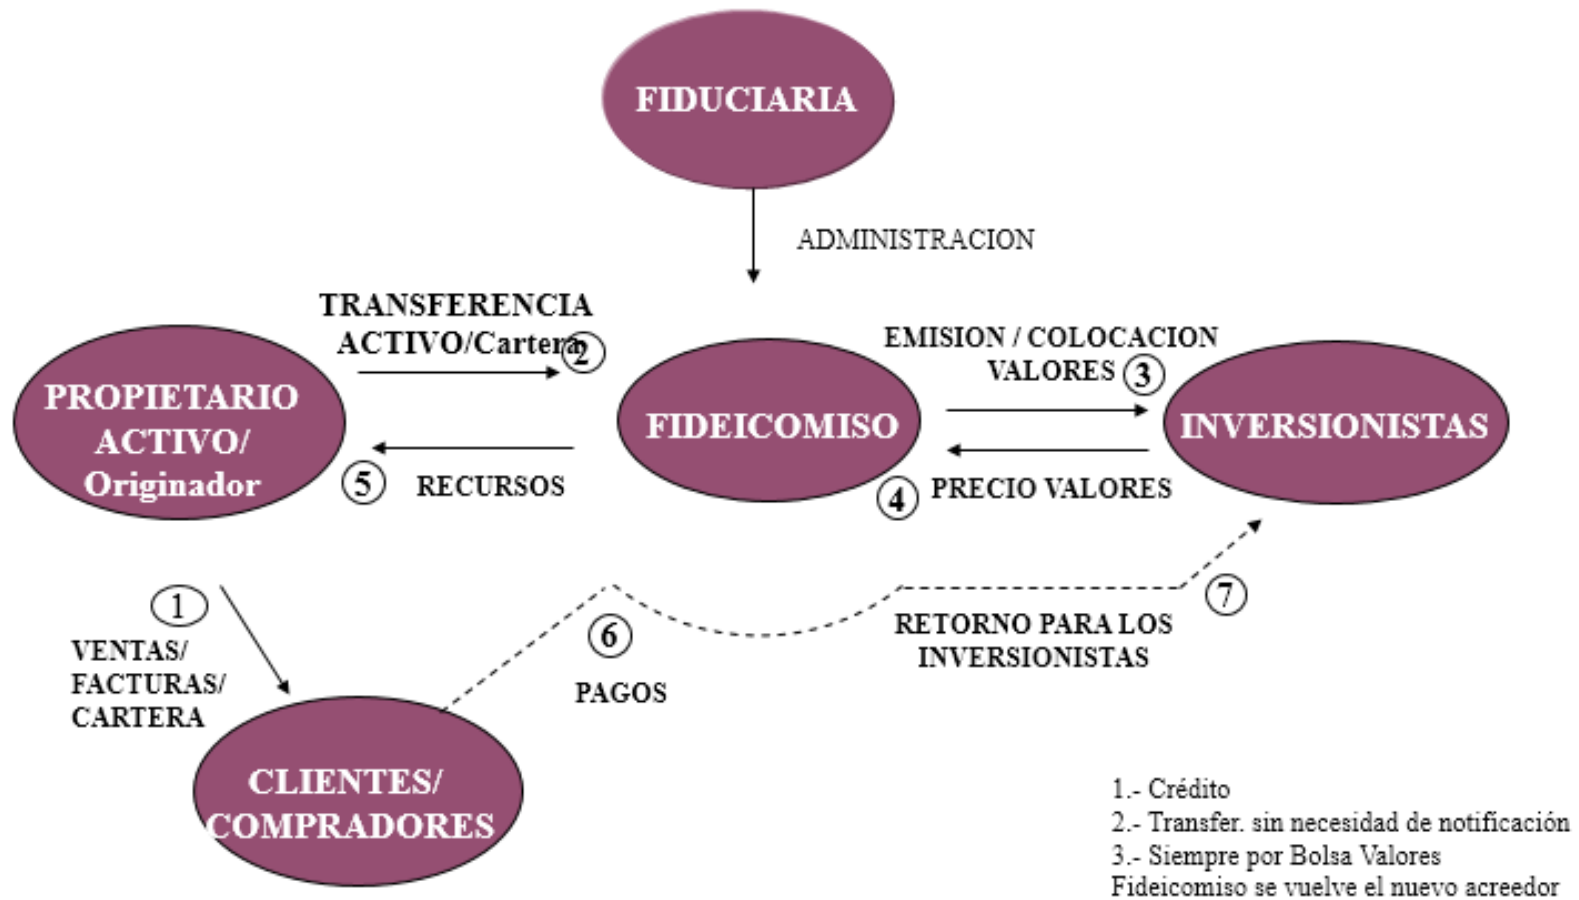 FIDUCIARIA
ADMINISTRACION
TRANSFERENCIA
ACTIVO/Cartera
2
EMISION / COLOCACION
VALORES
3
PROPIETARIO
ACTIVO/
Originador
FIDEICOMISO
INVERSIONISTAS
5
RECURSOS
4
PRECIO VALORES
1
VENTAS/
FACTURAS/
CARTERA
6
PAGOS
7
RETORNO PARA LOS
INVERSIONISTAS
CLIENTES/
COMPRADORES
1.- Crédito
2.- Transfer. sin necesidad de notificación
3.- Siempre por Bolsa Valores
Fideicomiso se vuelve el nuevo acreedor